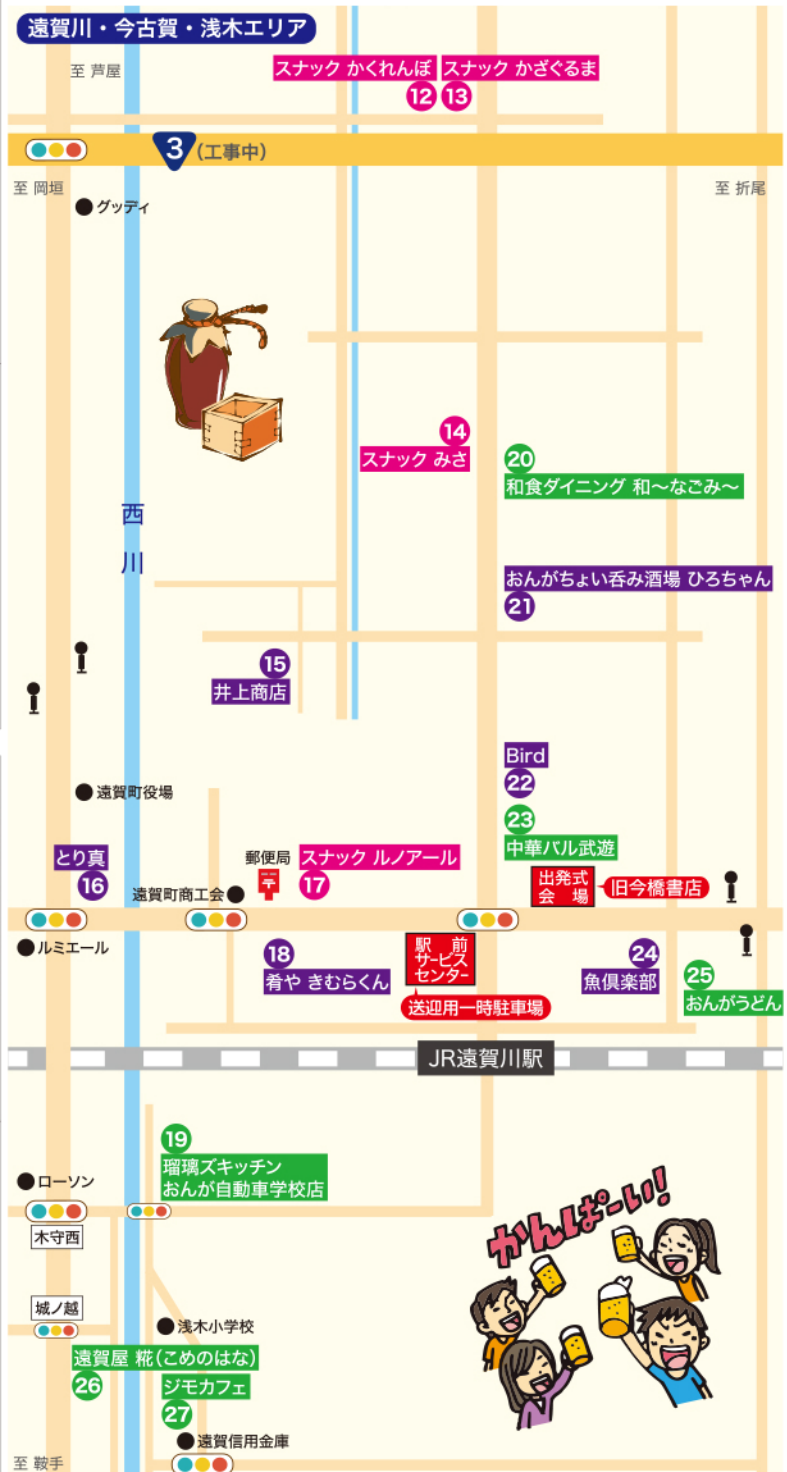 遠賀川・今古賀・浅木エリア
至 芦屋
スナック かくれんぼ
スナック かざぐるま
12
13
3
(工事中)
至 岡垣
至 折尾
グッディ
14
スナック みさ
20
和食ダイニング 和～なごみ～
西
川
おんがちょい呑み酒場 ひろちゃん
21
15
井上商店
Bird
22
遠賀町役場
23
中華バル武遊
とり真
16
郵便局
〒
スナック ルノアール
17
遠賀町商工会
出発式
会 場
旧今橋書店
ルミエール
18
肴や きむらくん
駅 前
サービス
センター
送迎用一時駐車場
24
魚倶楽部
25
おんがうどん
JR遠賀川駅
19
瑠璃ズキッチン
おんが自動車学校店
ローソン
木守西
かんぱーい!
城ノ越
浅木小学校
遠賀屋 糀(こめのはな)
26
ジモカフェ
27
遠賀信用金庫
至 鞍手